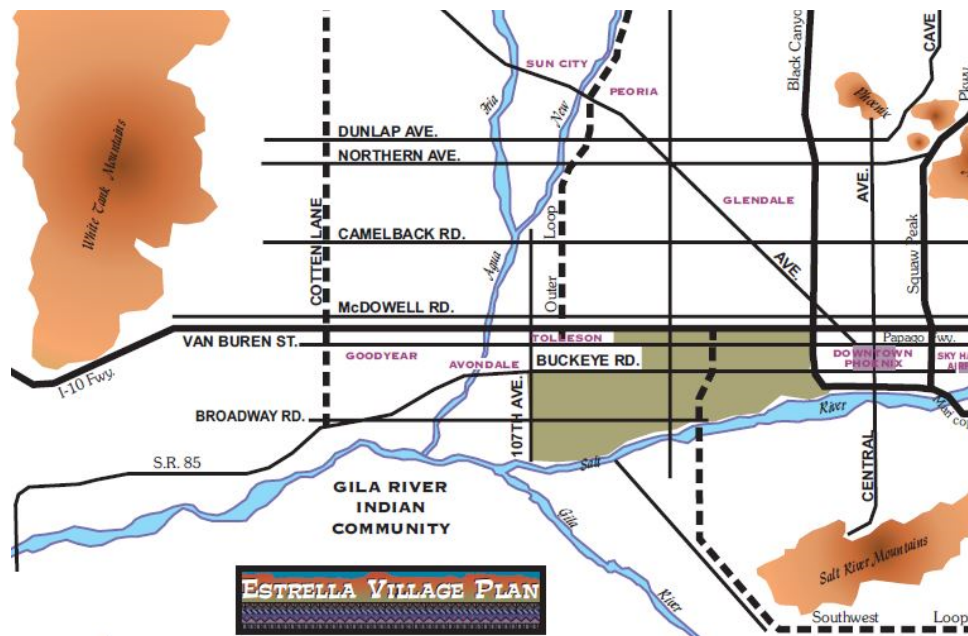 Black Canyo
CAVE
SUN CITY
PEORIA
Pkwy.
Phoenix
Fria
New
DUNLAP AVE.
NORTHERN AVE.
White Tank Mountains
GLENDALE
AVE.
COTTEN LANE
CAMELBACK RD.
Loop
Squaw Peak
Agua
AVE.
Outer
McDOWELL RD.
VAN BUREN ST.
TOLLESON
Papago Fwy.
GOODYEAR
AVONDALE
BUCKEYE RD.
DOWNTOWN
PHOENIX
I-10 Fwy.
107TH AVE.
BROADWAY RD.
River
S.R. 85
Salt
CENTRAL
GILA RIVER
INDIAN
COMMUNITY
Gila
Salt River Mountains
ESTRELLA VILLAGE PLAN
River
Southwest
Loop